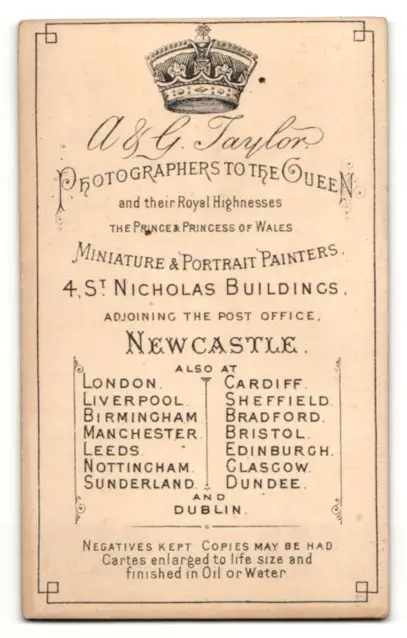 A & G. Taylor
PHOTOGRAPHERS TO THE QUEEN
and their Royal Highnesses
THE PRINCE & PRINCESS OF WALES
MINIATURE & PORTRAIT PAINTERS.
4, ST NICHOLAS BUILDINGS,
ADJOINING THE POST OFFICE,
NEWCASTLE.
ALSO AT
LONDON. CARDIFF.
LIVERPOOL. SHEFFIELD.
BIRMINGHAM BRADFORD.
MANCHESTER BRISTOL.
LEEDS. EDINBURGH.
NOTTINGHAM. GLASGOW.
SUNDERLAND. DUNDEE.
AND
DUBLIN.
NEGATIVES KEPT COPIES MAY BE HAD
Cartes enlarged to life size and
finished in Oil or Water